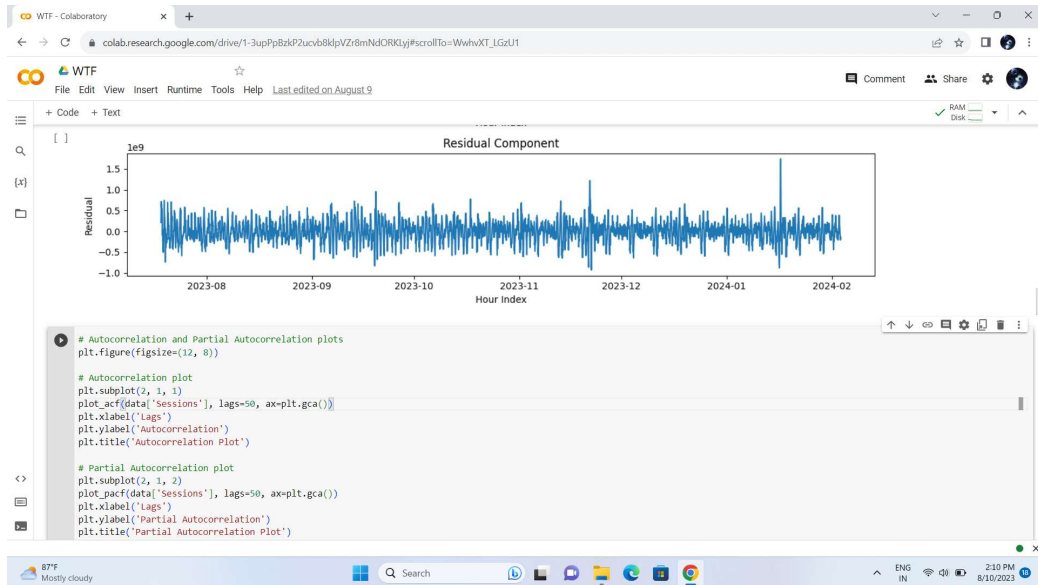 WTF - Colaboratory
colab.research.google.com/drive/1-3upPpBzkP2ucvb8klpVZr8mNdORKLyj#scrollTo=WwhvXT_LGzU1
WTF
File Edit View Insert Runtime Tools Help Last edited on August 9
Comment Share
+ Code + Text
RAM
Disk
[ ]
Residual Component
1e9
1.5
1.0
0.5
0.0
−0.5
−1.0
Residual
2023-08 2023-09 2023-10 2023-11 2023-12 2024-01 2024-02
Hour Index
# Autocorrelation and Partial Autocorrelation plots
plt.figure(figsize=(12, 8))
# Autocorrelation plot
plt.subplot(2, 1, 1)
plot_acf(data['Sessions'], lags=50, ax=plt.gca())
plt.xlabel('Lags')
plt.ylabel('Autocorrelation')
plt.title('Autocorrelation Plot')
# Partial Autocorrelation plot
plt.subplot(2, 1, 2)
plot_pacf(data['Sessions'], lags=50, ax=plt.gca())
plt.xlabel('Lags')
plt.ylabel('Partial Autocorrelation')
plt.title('Partial Autocorrelation Plot')
87°F
Mostly cloudy
Search
ENG
IN
2:10 PM
8/10/2023
18